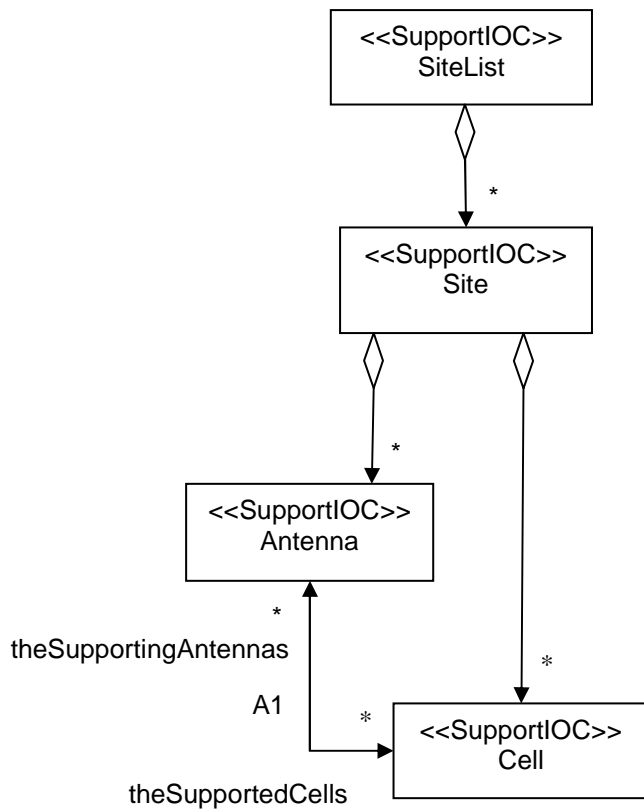 <<SupportIOC>>
SiteList
*
<<SupportIOC>>
Site
*
<<SupportIOC>>
Antenna
*
theSupportingAntennas
*
A1
*
<<SupportIOC>>
Cell
theSupportedCells